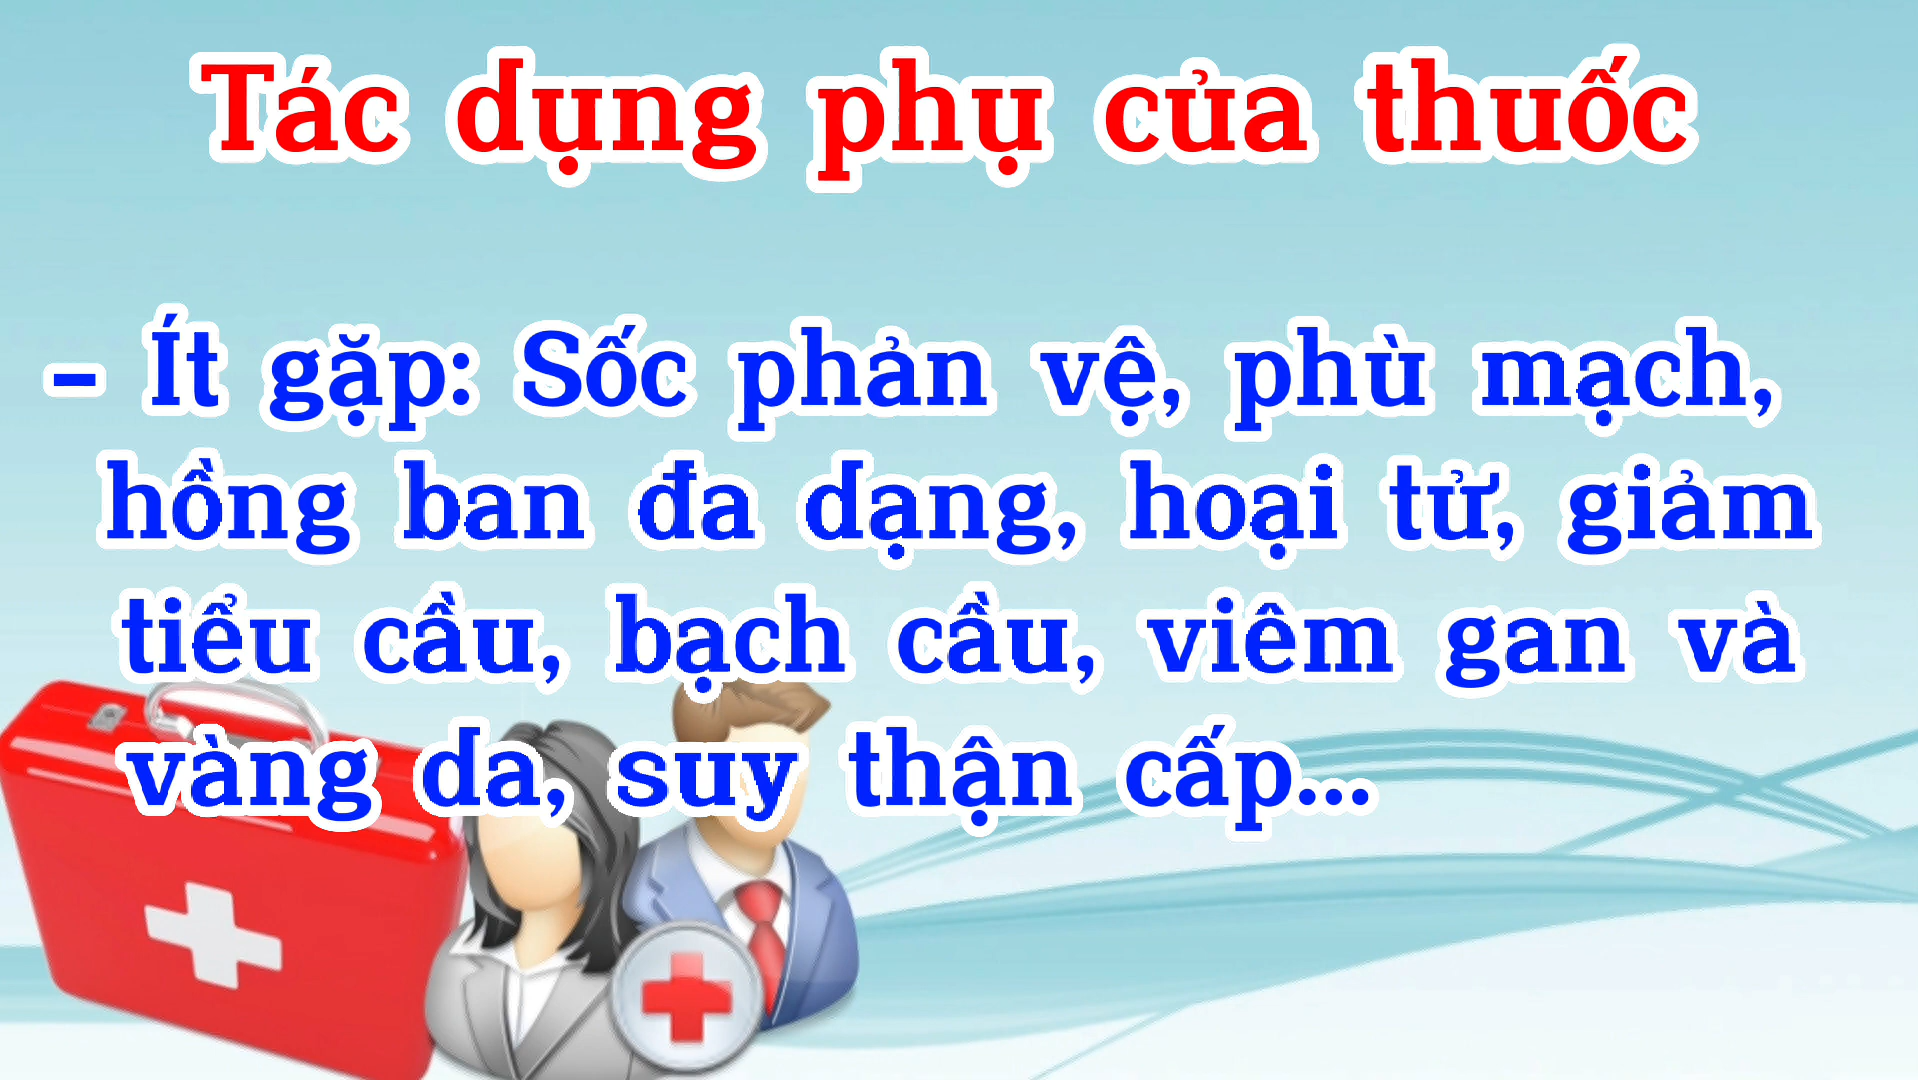 Tác dụng phụ của thuốc
– Ít gặp: Sốc phản vệ, phù mạch,
hồng ban đa dạng, hoại tử, giảm
tiểu cầu, bạch cầu, viêm gan và
vàng da, suy thận cấp...